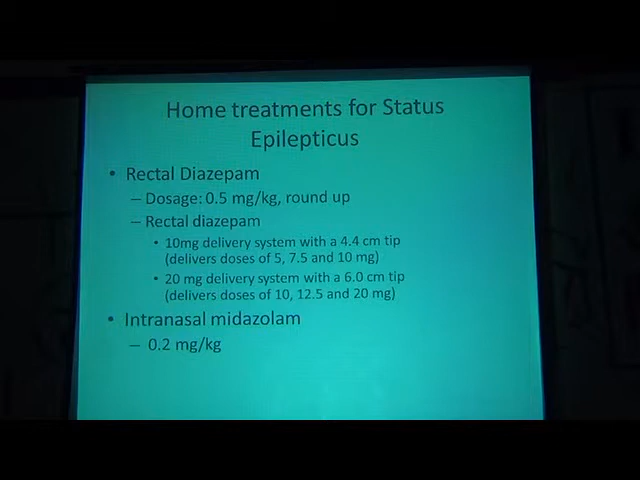 Home treatments for Status
Epilepticus
• Rectal Diazepam
– Dosage: 0.5 mg/kg, round up
– Rectal diazepam
• 10mg delivery system with a 4.4 cm tip
(delivers doses of 5, 7.5 and 10 mg)
• 20 mg delivery system with a 6.0 cm tip
(delivers doses of 10, 12.5 and 20 mg)
• Intranasal midazolam
– 0.2 mg/kg